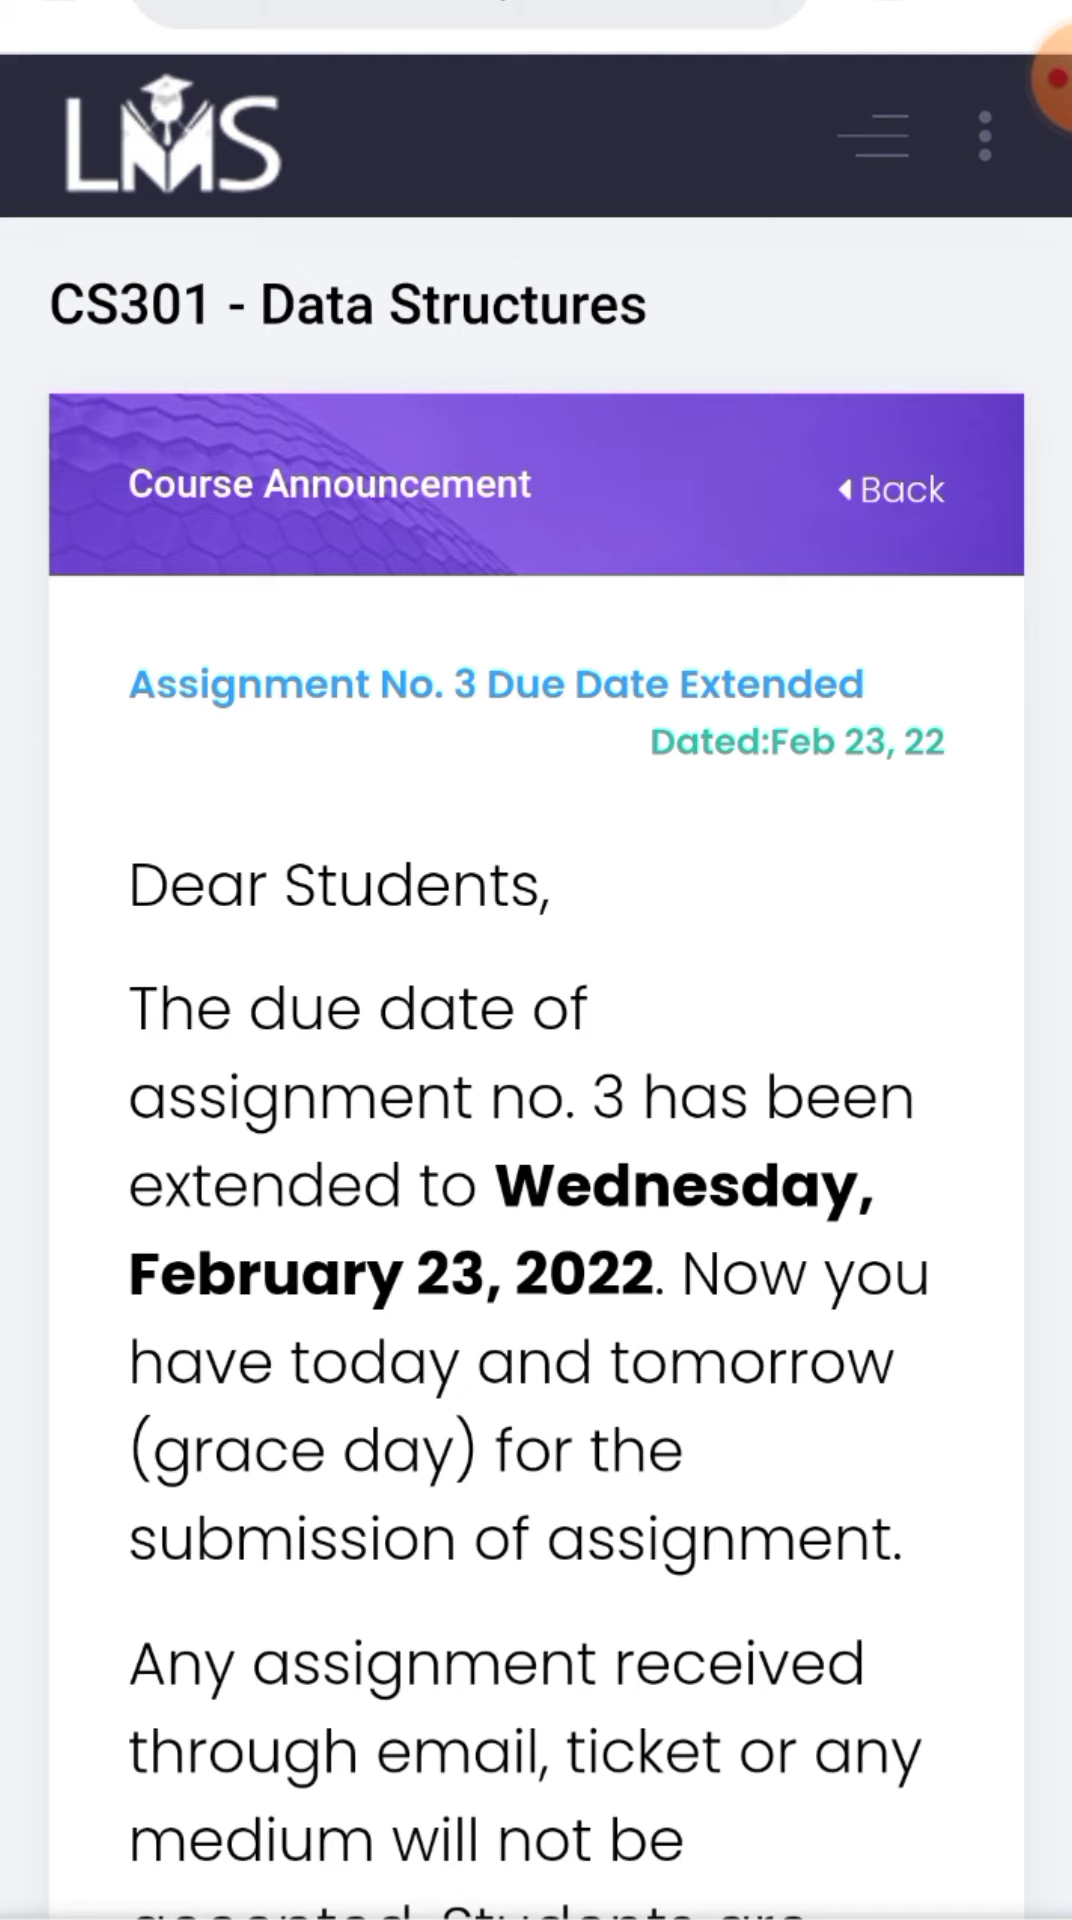 LMS
CS301 - Data Structures
Course Announcement
Back
Assignment No. 3 Due Date Extended
Dated:Feb 23, 22
Dear Students,
The due date of
assignment no. 3 has been
extended to Wednesday,
February 23, 2022. Now you
have today and tomorrow
(grace day) for the
submission of assignment.
Any assignment received
through email, ticket or any
medium will not be